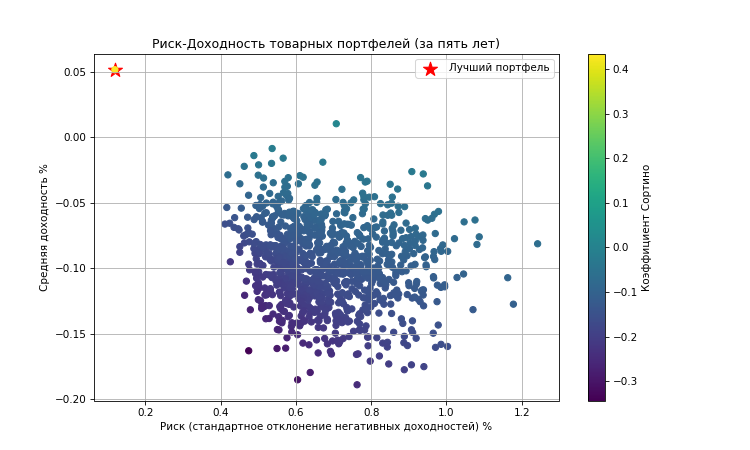 Риск-Доходность товарных портфелей (за пять лет)
Лучший портфель
Средняя доходность %
0.05
0.00
−0.05
−0.10
−0.15
−0.20
0.2 0.4 0.6 0.8 1.0 1.2
Риск (стандартное отклонение негативных доходностей) %
0.4
0.3
0.2
0.1
0.0
−0.1
−0.2
−0.3
Коэффициент Сортино